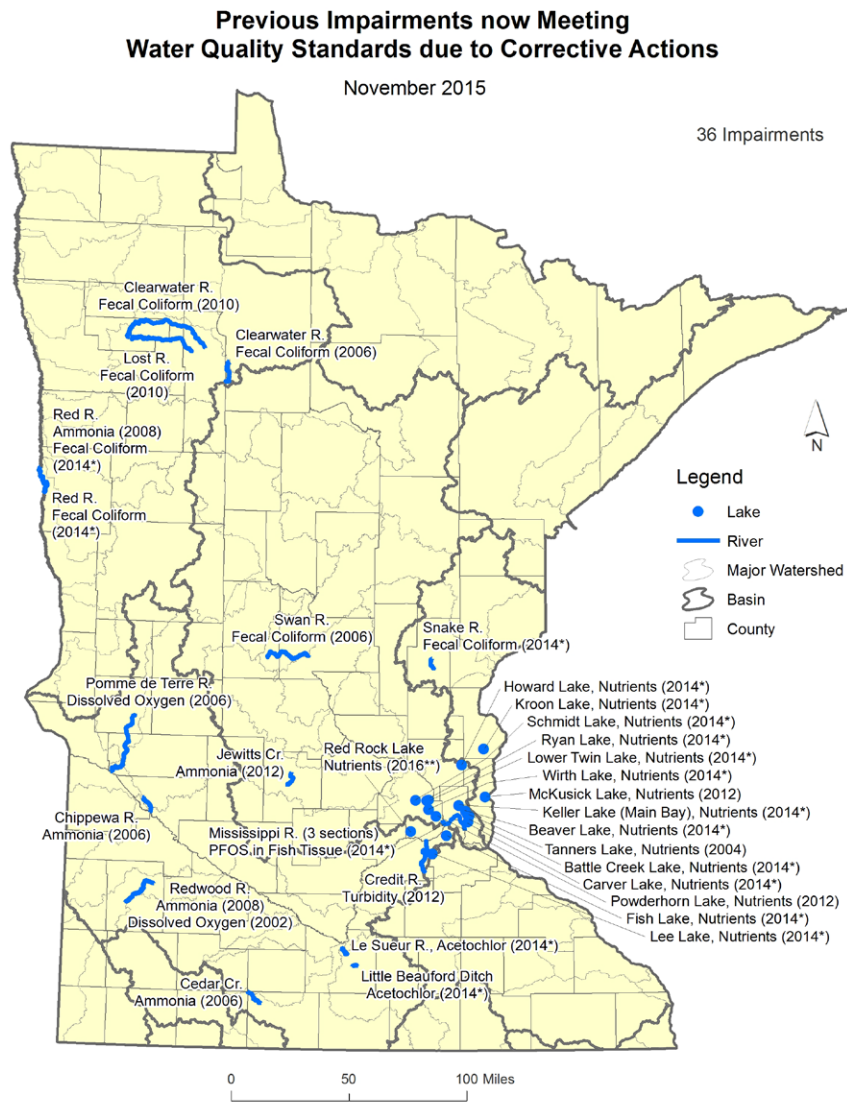 Previous Impairments now Meeting
Water Quality Standards due to Corrective Actions
November 2015
36 Impairments
Clearwater R.
Fecal Coliform (2010)
Clearwater R.
Fecal Coliform (2006)
Lost R.
Fecal Coliform
(2010)
Red R.
Ammonia (2008)
Fecal Coliform
(2014*)
Red R.
Fecal Coliform
(2014*)
N
Legend
Lake
River
Major Watershed
Basin
County
Swan R.
Fecal Coliform (2006)
Snake R.
Fecal Coliform (2014*)
Pomme de Terre R.
Dissolved Oxygen (2006)
Jewitts Cr.
Ammonia (2012)
Red Rock Lake
Nutrients (2016**)
Howard Lake, Nutrients (2014*)
Kroon Lake, Nutrients (2014*)
Schmidt Lake, Nutrients (2014*)
Ryan Lake, Nutrients (2014*)
Lower Twin Lake, Nutrients (2014*)
Wirth Lake, Nutrients (2014*)
McKusick Lake, Nutrients (2012)
Keller Lake (Main Bay), Nutrients (2014*)
Beaver Lake, Nutrients (2014*)
Tanners Lake, Nutrients (2004)
Battle Creek Lake, Nutrients (2014*)
Carver Lake, Nutrients (2014*)
Powderhorn Lake, Nutrients (2012)
Fish Lake, Nutrients (2014*)
Lee Lake, Nutrients (2014*)
Chippewa R.
Ammonia (2006)
Mississippi R. (3 sections)
PFOS in Fish Tissue (2014*)
Credit R.
Turbidity (2012)
Redwood R.
Ammonia (2008)
Dissolved Oxygen (2002)
Le Sueur R., Acetochlor (2014*)
Little Beauford Ditch
Acetochlor (2014*)
Cedar Cr.
Ammonia (2006)
0 50 100 Miles